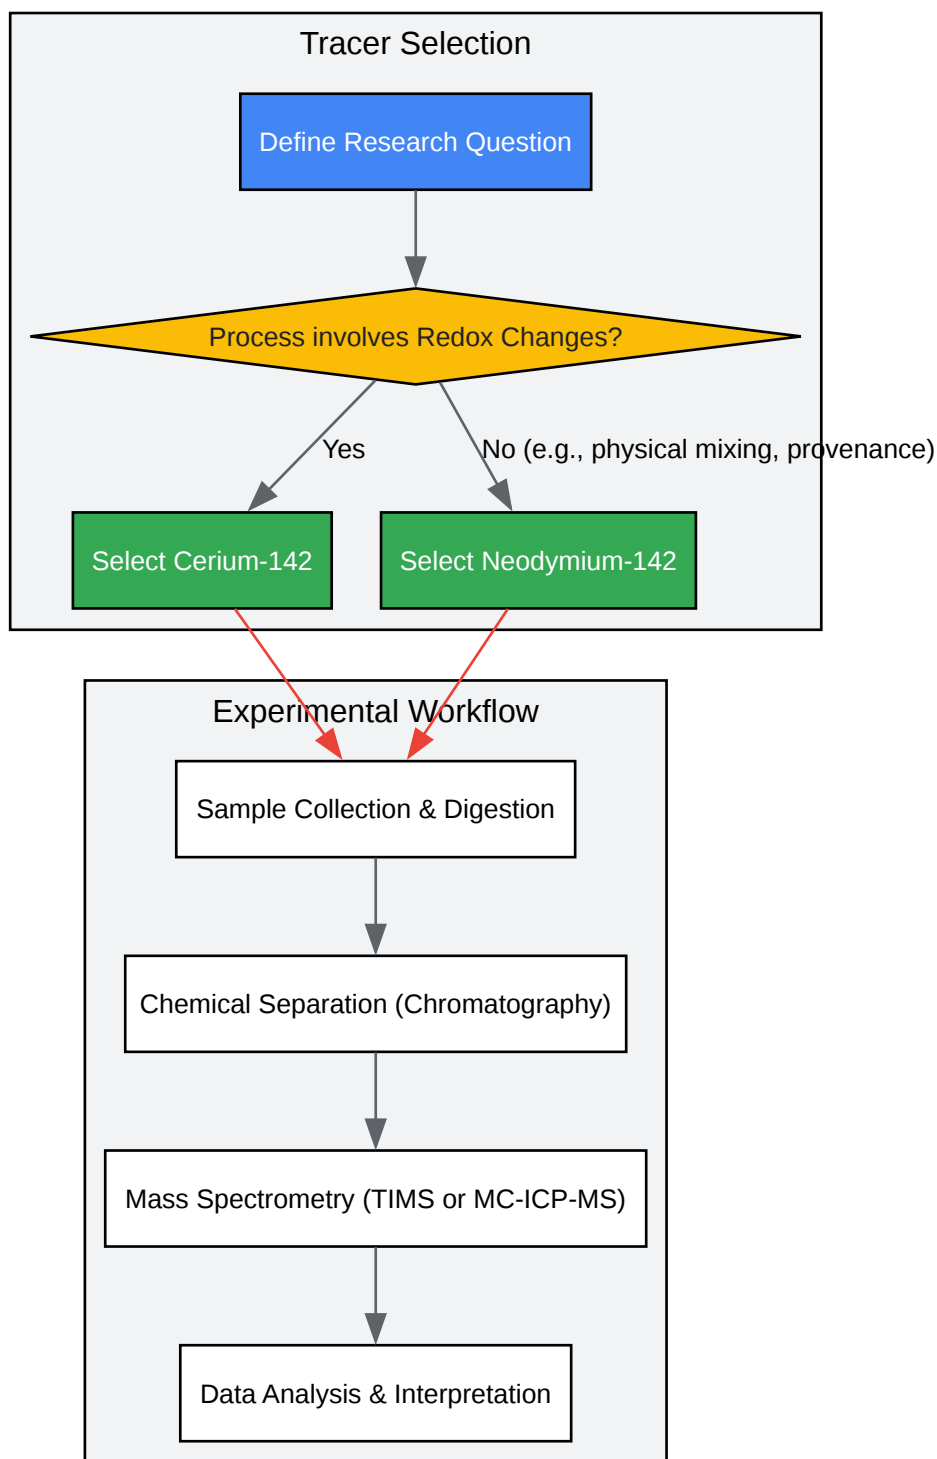 Tracer Selection
Define Research Question
Process involves Redox Changes?
Yes
No (e.g., physical mixing, provenance)
Select Cerium-142
Select Neodymium-142
Experimental Workflow
Sample Collection & Digestion
Chemical Separation (Chromatography)
Mass Spectrometry (TIMS or MC-ICP-MS)
Data Analysis & Interpretation